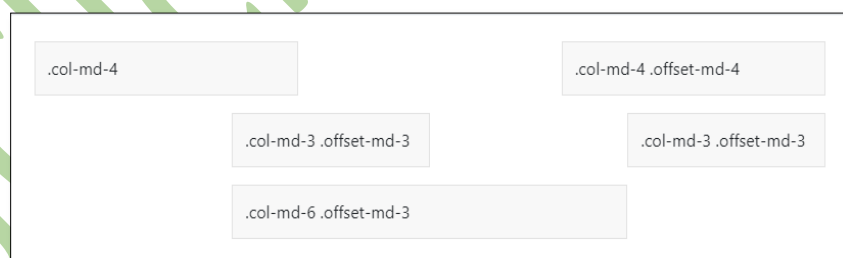 .col-md-4 .col-md-4 .offset-md-4
.col-md-3 .offset-md-3 .col-md-3 .offset-md-3
.col-md-6 .offset-md-3